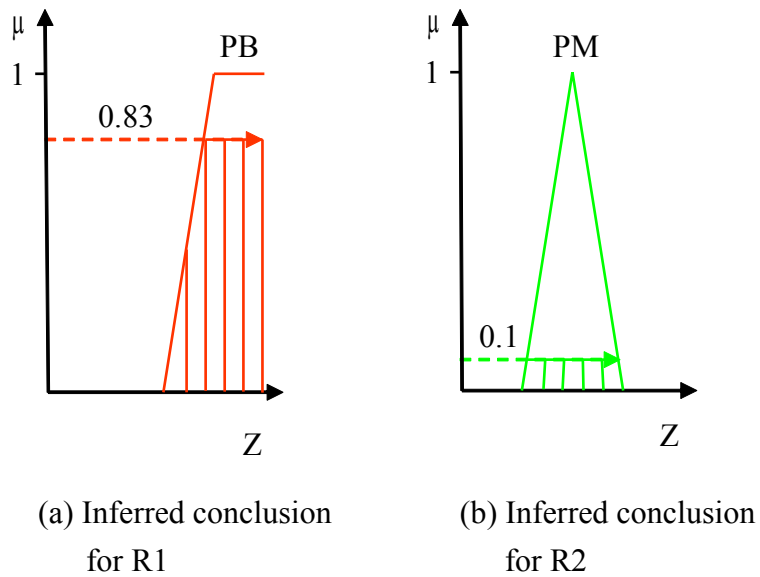 μ
PB
1
0.83
Z
(a) Inferred conclusion
for R1
μ
PM
1
0.1
Z
(b) Inferred conclusion
for R2